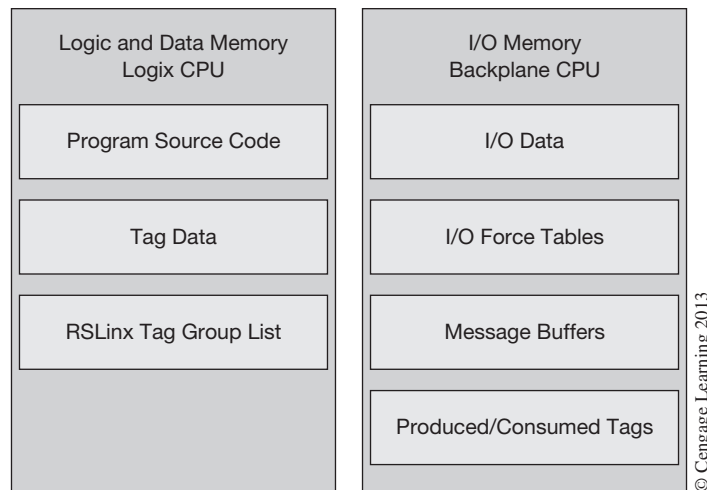 Logic and Data Memory
Logix CPU
Program Source Code
Tag Data
RSLinx Tag Group List
I/O Memory
Backplane CPU
I/O Data
I/O Force Tables
Message Buffers
Produced/Consumed Tags
© Cengage Learning 2013